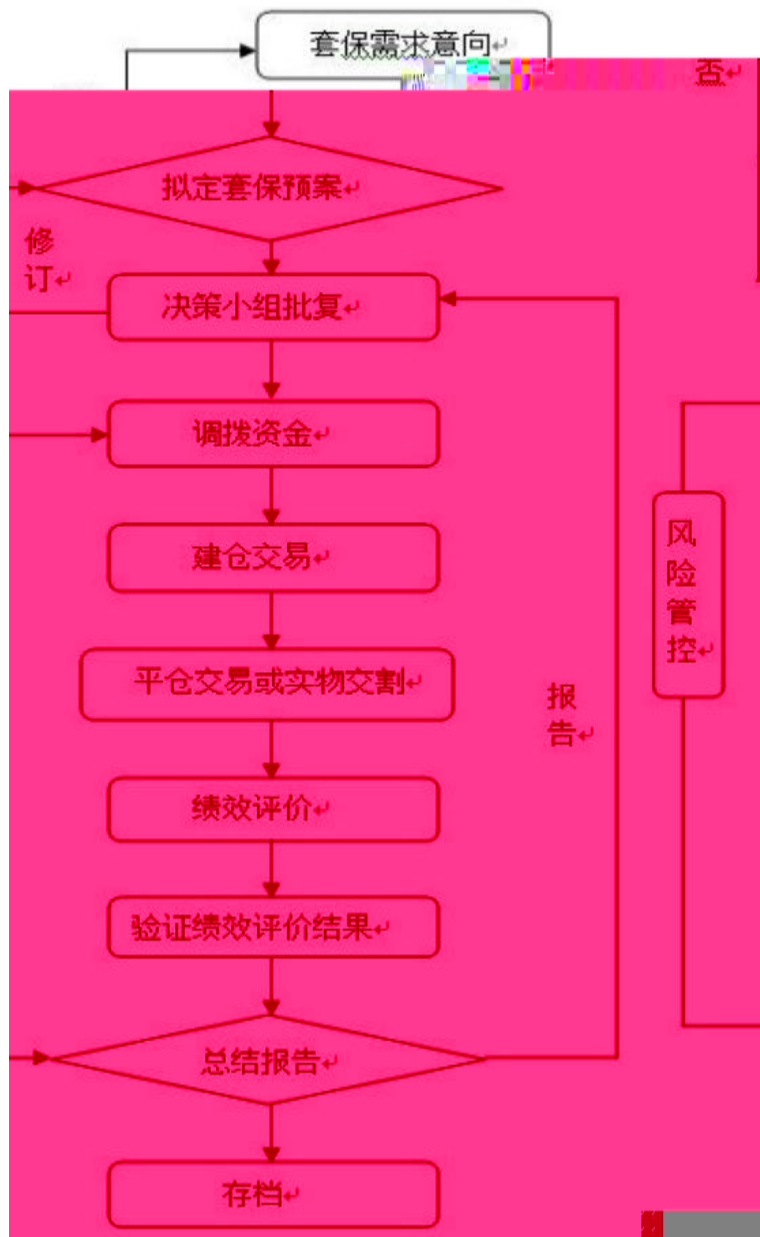 套保需求意向
否
拟定套保预案
修
订
决策小组批复
调拨资金
建仓交易
风
险
管
控
平仓交易或实物交割
报
告
绩效评价
验证绩效评价结果
总结报告
存档